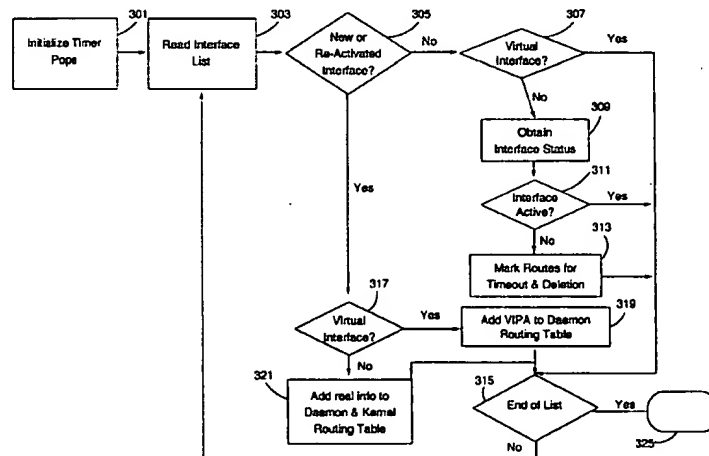 301
Initialize Timer
Pops
303
Read Interface
List
305
New or
Re-Activated
Interface?
No
307
Virtual
Interface?
Yes
No
309
Obtain
Interface Status
311
Interface
Active?
Yes
No
313
Mark Routes for
Timeout & Deletion
Yes
317
Virtual
Interface?
Yes
319
Add VIPA to Daemon
Routing Table
No
321
Add real info to
Daemon & Kernal
Routing Table
315
End of List
Yes
325
No